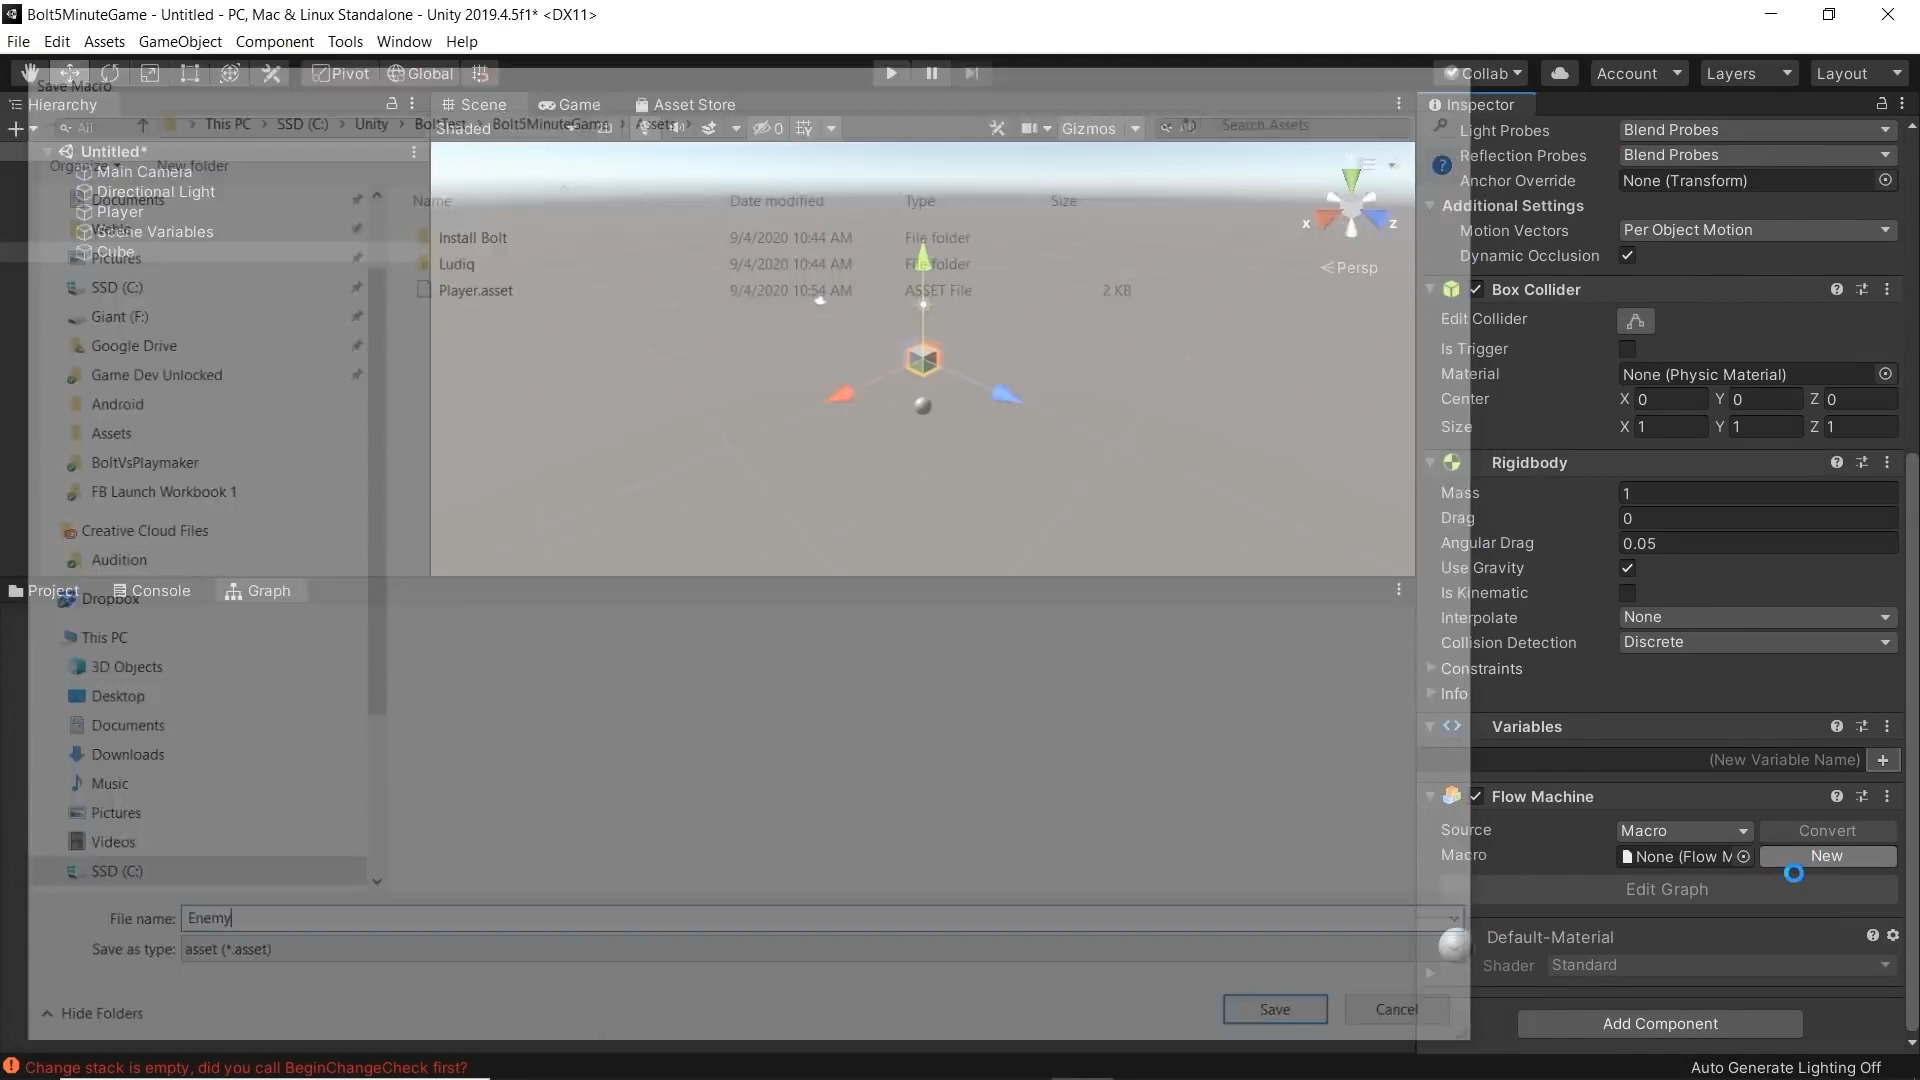 Bolt5MinuteGame - Untitled - PC, Mac & Linux Standalone - Unity 2019.4.5f1* <DX11>
File Edit Assets GameObject Component Tools Window Help
Pivot Global Collab Account Layers Layout
Save Macro
Hierarchy Scene Game Asset Store Inspector
All This PC › SSD (C:) › Unity › BoltTest › Bolt5MinuteGame › Assets Search Assets
Shaded 2D 0 Gizmos All
Untitled*
Organize New folder
Main Camera
Directional Light
Documents
Player
Scene Variables
Cube
Pictures
SSD (C:)
Giant (F:)
Google Drive
Game Dev Unlocked
Android
Assets
BoltVsPlaymaker
FB Launch Workbook 1
Creative Cloud Files
Audition
Dropbox
This PC
3D Objects
Desktop
Documents
Downloads
Music
Pictures
Videos
SSD (C:)
Name Date modified Type Size
Install Bolt 9/4/2020 10:44 AM File folder
Ludiq 9/4/2020 10:44 AM File folder
Player.asset 9/4/2020 10:54 AM ASSET File 2 KB
x z
Persp
Project Console Graph
File name: Enemy
Save as type: asset (*.asset)
Hide Folders Save Cancel
Light Probes Blend Probes
Reflection Probes Blend Probes
Anchor Override None (Transform)
Additional Settings
Motion Vectors Per Object Motion
Dynamic Occlusion
Box Collider
Edit Collider
Is Trigger
Material None (Physic Material)
Center X 0 Y 0 Z 0
Size X 1 Y 1 Z 1
Rigidbody
Mass 1
Drag 0
Angular Drag 0.05
Use Gravity
Is Kinematic
Interpolate None
Collision Detection Discrete
Constraints
Info
Variables
(New Variable Name) +
Flow Machine
Source Macro Convert
Macro None (Flow M New
Edit Graph
Default-Material
Shader Standard
Add Component
Change stack is empty, did you call BeginChangeCheck first?
Auto Generate Lighting Off